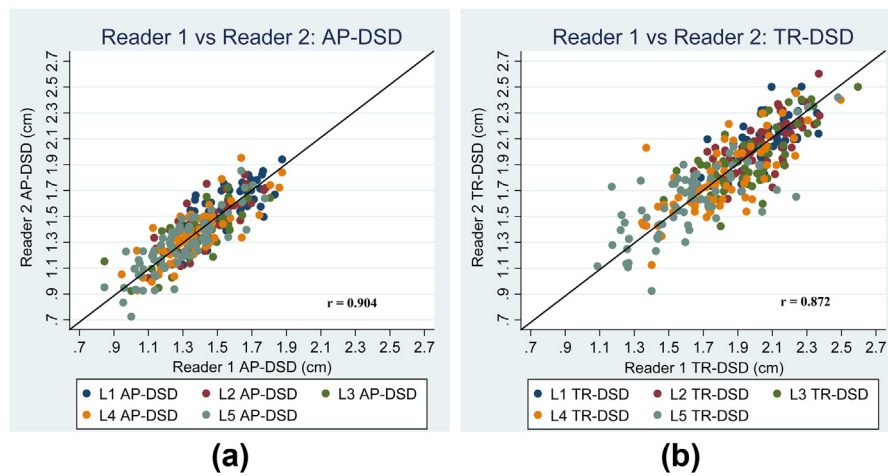 Reader 1 vs Reader 2: AP-DSD
Reader 2 AP-DSD (cm)
2.7
2.5
2.3
2.1
1.9
1.7
1.5
1.3
1.1
.9
.7
r = 0.904
.7 .9 1.1 1.3 1.5 1.7 1.9 2.1 2.3 2.5 2.7
Reader 1 AP-DSD (cm)
L1 AP-DSD L2 AP-DSD L3 AP-DSD
L4 AP-DSD L5 AP-DSD
(a)
Reader 1 vs Reader 2: TR-DSD
Reader 2 TR-DSD (cm)
2.7
2.5
2.3
2.1
1.9
1.7
1.5
1.3
1.1
.9
.7
r = 0.872
.7 .9 1.1 1.3 1.5 1.7 1.9 2.1 2.3 2.5 2.7
Reader 1 TR-DSD (cm)
L1 TR-DSD L2 TR-DSD L3 TR-DSD
L4 TR-DSD L5 TR-DSD
(b)